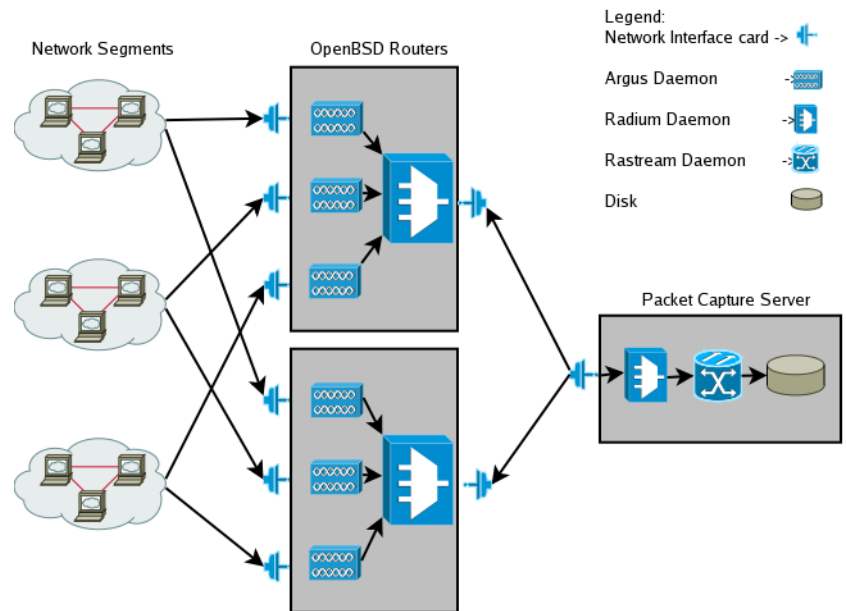 Legend:
Network Segments
OpenBSD Routers
Network Interface card ->
Argus Daemon ->
Radium Daemon ->
Rastream Daemon ->
Disk
Packet Capture Server